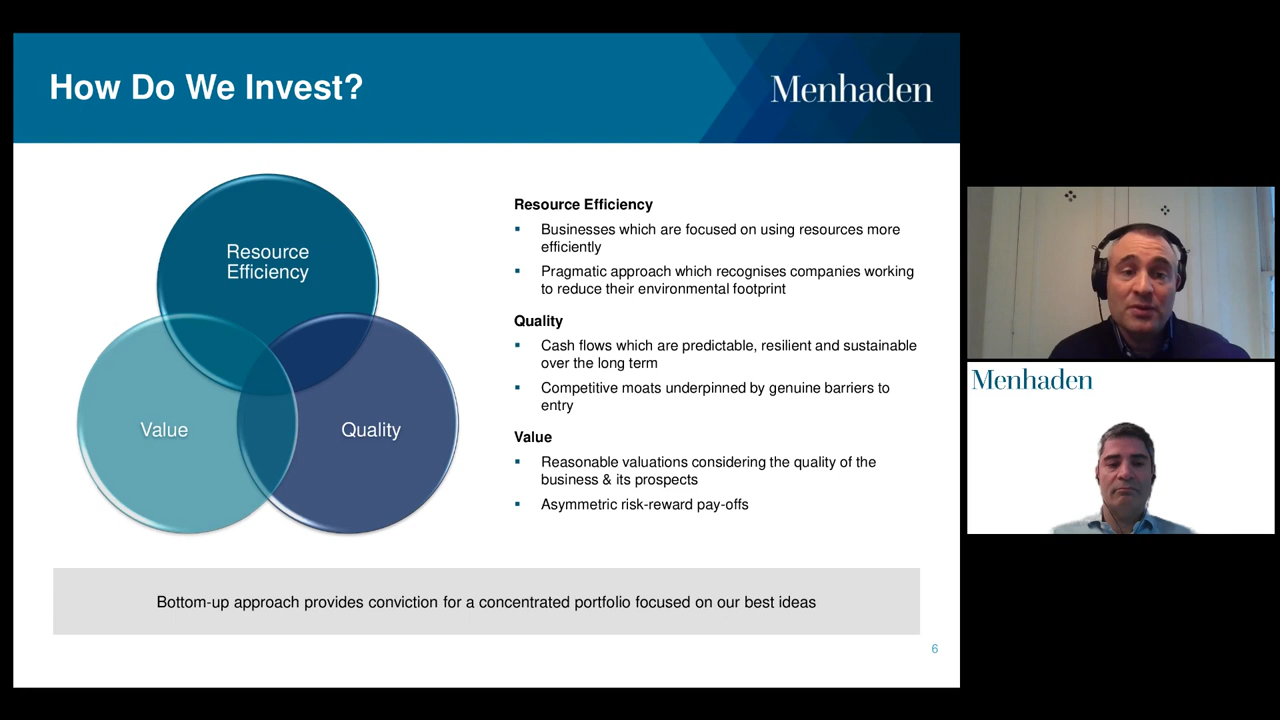 How Do We Invest?
Menhaden
Resource
Efficiency
Value
Quality
Resource Efficiency
Businesses which are focused on using resources more
efficiently
Pragmatic approach which recognises companies working
to reduce their environmental footprint
Quality
Cash flows which are predictable, resilient and sustainable
over the long term
Competitive moats underpinned by genuine barriers to
entry
Value
Reasonable valuations considering the quality of the
business & its prospects
Asymmetric risk-reward pay-offs
Bottom-up approach provides conviction for a concentrated portfolio focused on our best ideas
6
Menhaden